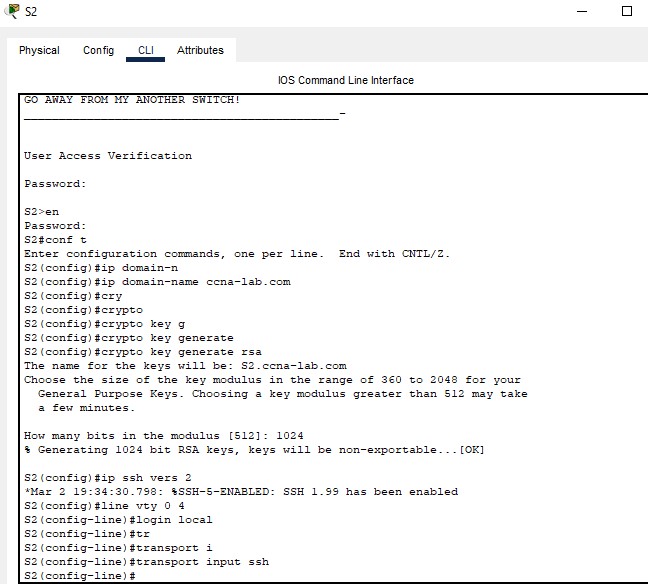 S2
Physical Config CLI Attributes
IOS Command Line Interface
GO AWAY FROM MY ANOTHER SWITCH!
_____________________________________________-
User Access Verification
Password:
S2>en
Password:
S2#conf t
Enter configuration commands, one per line.  End with CNTL/Z.
S2(config)#ip domain-n
S2(config)#ip domain-name ccna-lab.com
S2(config)#cry
S2(config)#crypto
S2(config)#crypto key g
S2(config)#crypto key generate
S2(config)#crypto key generate rsa
The name for the keys will be: S2.ccna-lab.com
Choose the size of the key modulus in the range of 360 to 2048 for your
  General Purpose Keys. Choosing a key modulus greater than 512 may take
  a few minutes.
How many bits in the modulus [512]: 1024
% Generating 1024 bit RSA keys, keys will be non-exportable...[OK]
S2(config)#ip ssh vers 2
*Mar 2 19:34:30.798: %SSH-5-ENABLED: SSH 1.99 has been enabled
S2(config)#line vty 0 4
S2(config-line)#login local
S2(config-line)#tr
S2(config-line)#transport i
S2(config-line)#transport input ssh
S2(config-line)#